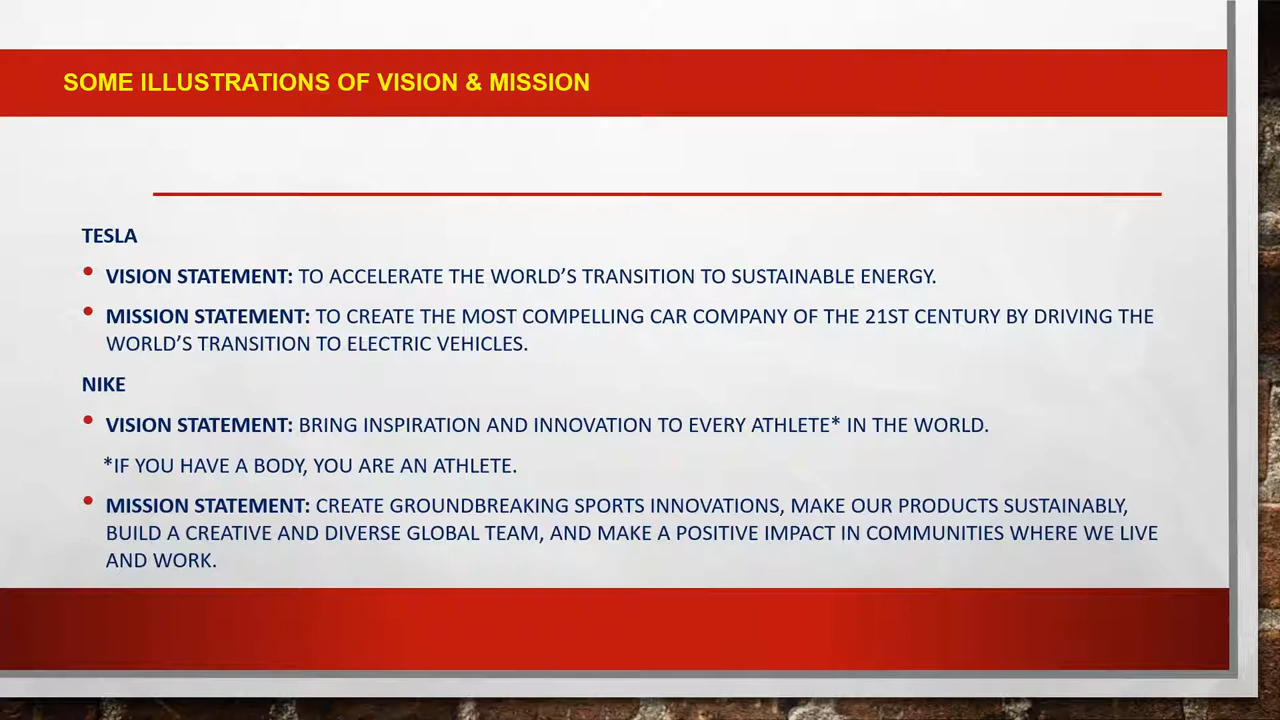 SOME ILLUSTRATIONS OF VISION & MISSION
TESLA
• VISION STATEMENT: TO ACCELERATE THE WORLD'S TRANSITION TO SUSTAINABLE ENERGY.
• MISSION STATEMENT: TO CREATE THE MOST COMPELLING CAR COMPANY OF THE 21ST CENTURY BY DRIVING THE
WORLD'S TRANSITION TO ELECTRIC VEHICLES.
NIKE
• VISION STATEMENT: BRING INSPIRATION AND INNOVATION TO EVERY ATHLETE* IN THE WORLD.
*IF YOU HAVE A BODY, YOU ARE AN ATHLETE.
• MISSION STATEMENT: CREATE GROUNDBREAKING SPORTS INNOVATIONS, MAKE OUR PRODUCTS SUSTAINABLY,
BUILD A CREATIVE AND DIVERSE GLOBAL TEAM, AND MAKE A POSITIVE IMPACT IN COMMUNITIES WHERE WE LIVE
AND WORK.